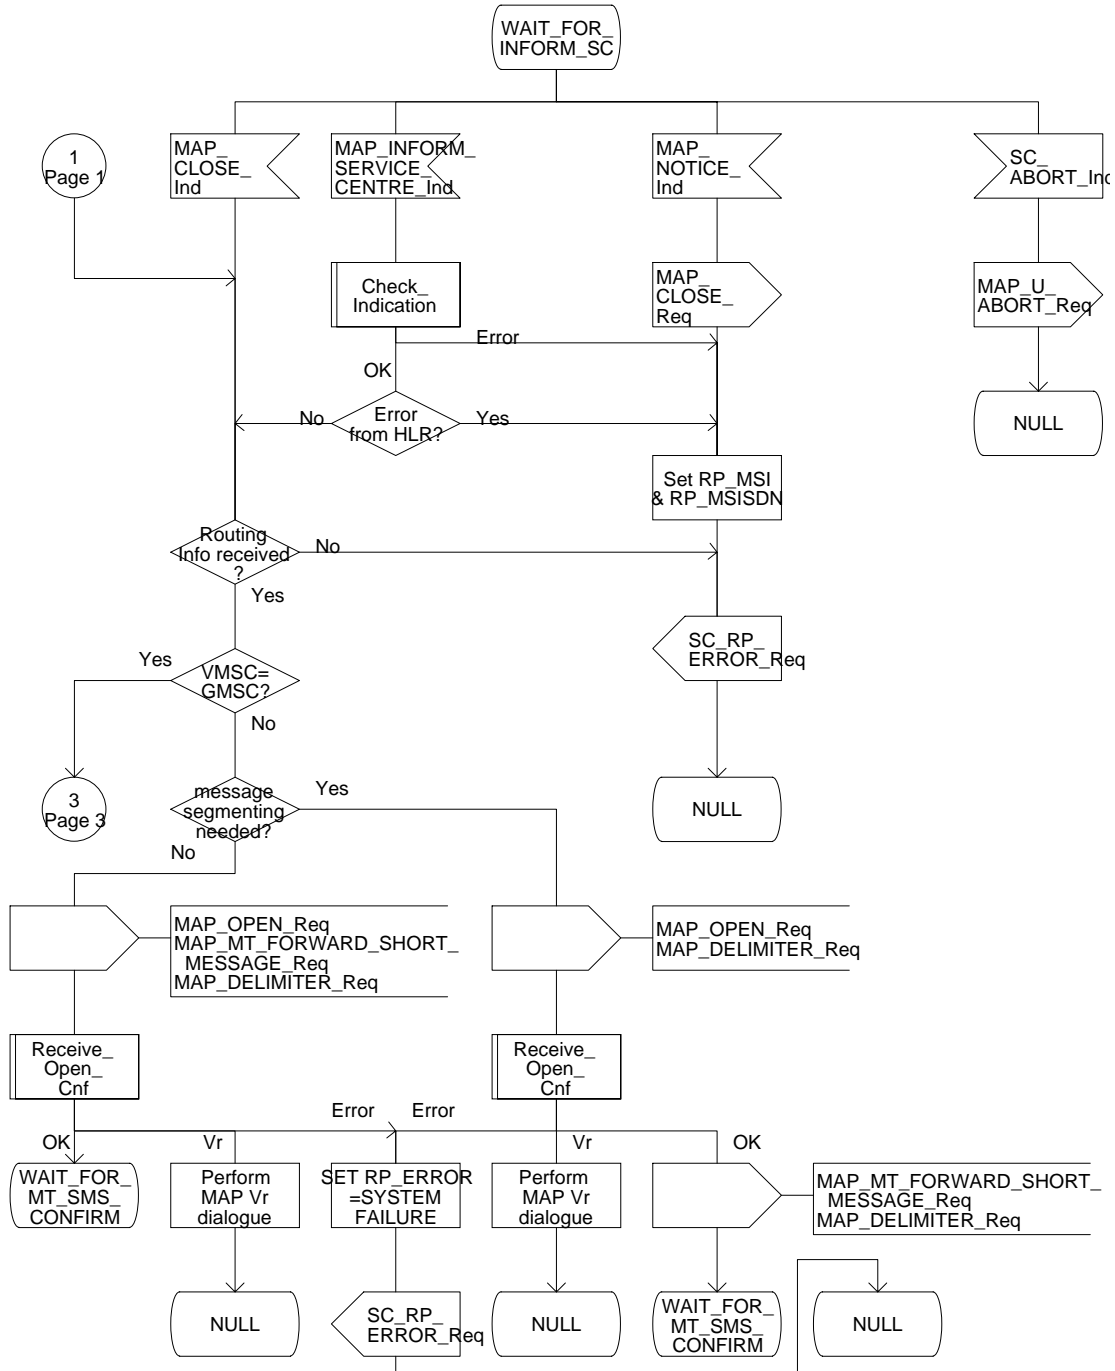 WAIT_FOR_
INFORM_SC
1
Page 1
MAP_
CLOSE_
Ind
MAP_INFORM_
SERVICE_
CENTRE_Ind
MAP_
NOTICE_
Ind
SC_
ABORT_Ind
Check_
Indication
MAP_
CLOSE_
Req
MAP_U_
ABORT_Req
Error
OK
NULL
No
Error
from HLR?
Yes
Set RP_MSI
& RP_MSISDN
Routing
Info received
?
No
Yes
SC_RP_
ERROR_Req
Yes
VMSC=
GMSC?
No
3
Page 3
message
segmenting
needed?
Yes
NULL
No
MAP_OPEN_Req
MAP_MT_FORWARD_SHORT_
MESSAGE_Req
MAP_DELIMITER_Req
MAP_OPEN_Req
MAP_DELIMITER_Req
Receive_
Open_
Cnf
Receive_
Open_
Cnf
Error
Error
OK
Vr
Vr
OK
WAIT_FOR_
MT_SMS_
CONFIRM
Perform
MAP Vr
dialogue
SET RP_ERROR
=SYSTEM
FAILURE
Perform
MAP Vr
dialogue
MAP_MT_FORWARD_SHORT_
MESSAGE_Req
MAP_DELIMITER_Req
NULL
SC_RP_
ERROR_Req
NULL
WAIT_FOR_
MT_SMS_
CONFIRM
NULL